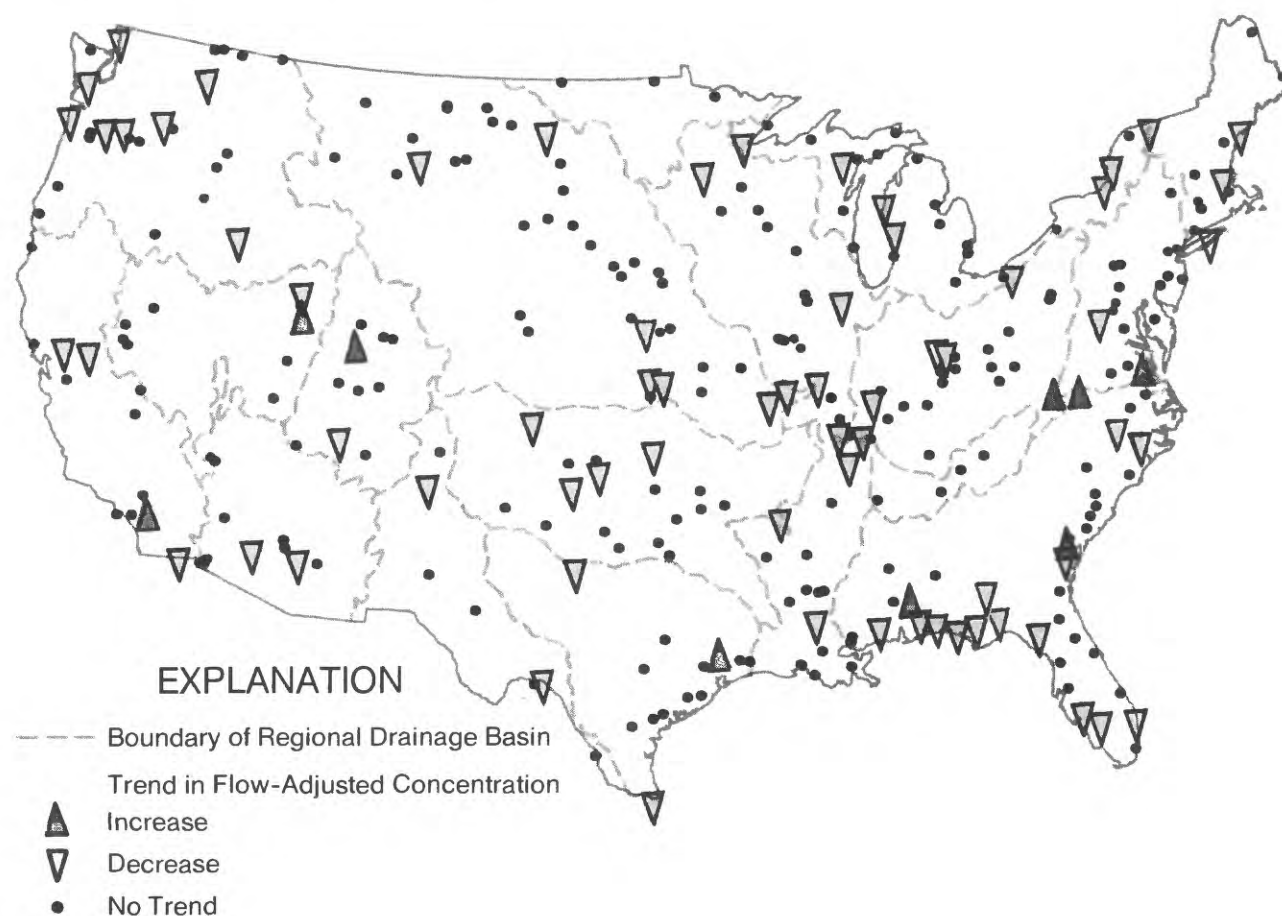 EXPLANATION
Boundary of Regional Drainage Basin
Trend in Flow-Adjusted Concentration
Increase
Decrease
No Trend